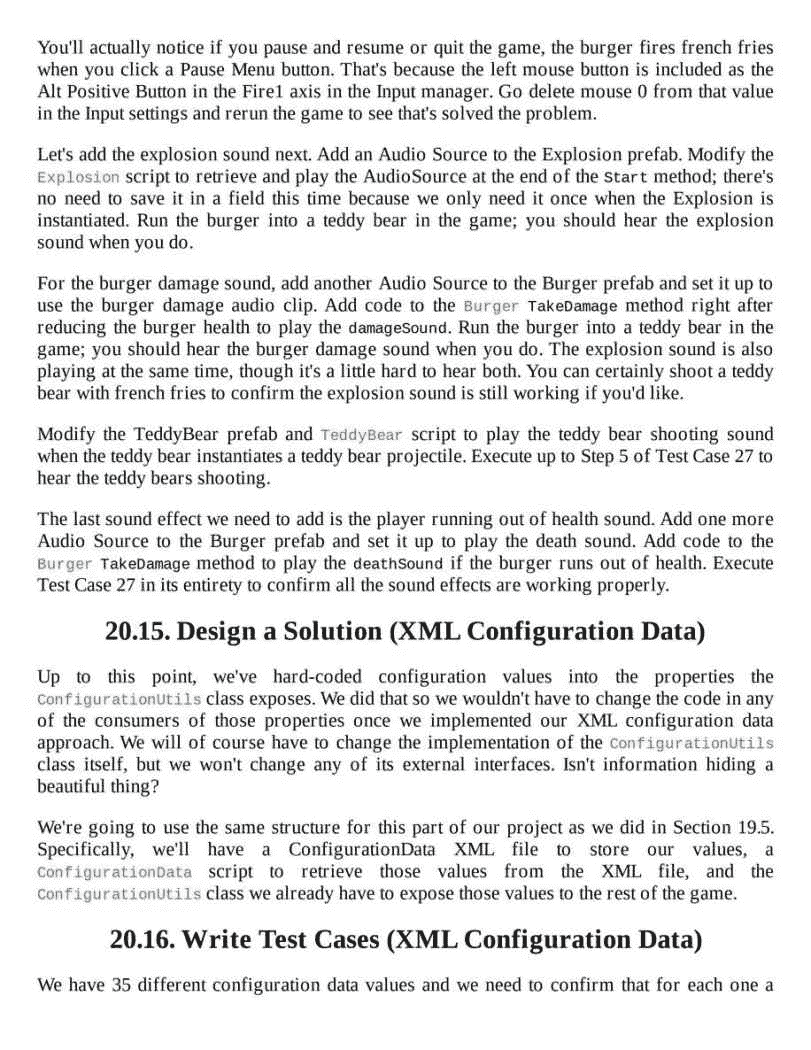 You'll actually notice if you pause and resume or quit the game, the burger fires french fries
when you click a Pause Menu button. That's because the left mouse button is included as the
Alt Positive Button in the Fire1 axis in the Input manager. Go delete mouse 0 from that value
in the Input settings and rerun the game to see that's solved the problem.
Let's add the explosion sound next. Add an Audio Source to the Explosion prefab. Modify the
Explosion script to retrieve and play the AudioSource at the end of the Start method; there's
no need to save it in a field this time because we only need it once when the Explosion is
instantiated. Run the burger into a teddy bear in the game; you should hear the explosion
sound when you do.
For the burger damage sound, add another Audio Source to the Burger prefab and set it up to
use the burger damage audio clip. Add code to the Burger TakeDamage method right after
reducing the burger health to play the damageSound. Run the burger into a teddy bear in the
game; you should hear the burger damage sound when you do. The explosion sound is also
playing at the same time, though it's a little hard to hear both. You can certainly shoot a teddy
bear with french fries to confirm the explosion sound is still working if you'd like.
Modify the TeddyBear prefab and TeddyBear script to play the teddy bear shooting sound
when the teddy bear instantiates a teddy bear projectile. Execute up to Step 5 of Test Case 27 to
hear the teddy bears shooting.
The last sound effect we need to add is the player running out of health sound. Add one more
Audio Source to the Burger prefab and set it up to play the death sound. Add code to the
Burger TakeDamage method to play the deathSound if the burger runs out of health. Execute
Test Case 27 in its entirety to confirm all the sound effects are working properly.
20.15. Design a Solution (XML Configuration Data)
Up to this point, we've hard-coded configuration values into the properties the
ConfigurationUtils class exposes. We did that so we wouldn't have to change the code in any
of the consumers of those properties once we implemented our XML configuration data
approach. We will of course have to change the implementation of the ConfigurationUtils
class itself, but we won't change any of its external interfaces. Isn't information hiding a
beautiful thing?
We're going to use the same structure for this part of our project as we did in Section 19.5.
Specifically, we'll have a ConfigurationData XML file to store our values, a
ConfigurationData script to retrieve those values from the XML file, and the
ConfigurationUtils class we already have to expose those values to the rest of the game.
20.16. Write Test Cases (XML Configuration Data)
We have 35 different configuration data values and we need to confirm that for each one a